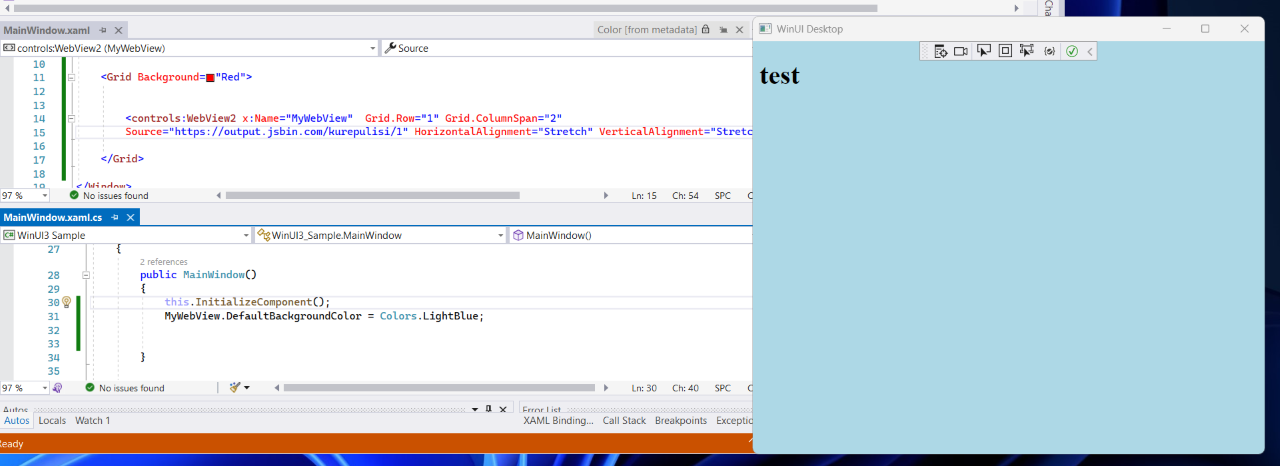 Cha
MainWindow.xaml
Color [from metadata]
controls:WebView2 (MyWebView)
Source
10
11 <Grid Background="Red">
12
13
14 <controls:WebView2 x:Name="MyWebView"  Grid.Row="1" Grid.ColumnSpan="2"
15 Source="https://output.jsbin.com/kurepulisi/1" HorizontalAlignment="Stretch" VerticalAlignment="Stretc
16
17 </Grid>
18
19 </Window>
97 %
No issues found
Ln: 15
Ch: 54
SPC
C
MainWindow.xaml.cs
WinUI3 Sample
WinUI3_Sample.MainWindow
MainWindow()
27 {
2 references
28 public MainWindow()
29 {
30 this.InitializeComponent();
31 MyWebView.DefaultBackgroundColor = Colors.LightBlue;
32
33
34 }
35
97 %
No issues found
Ln: 30
Ch: 40
SPC
C
Autos
Error List
Autos
Locals
Watch 1
XAML Binding...
Call Stack
Breakpoints
Exceptio
eady
WinUI Desktop
test